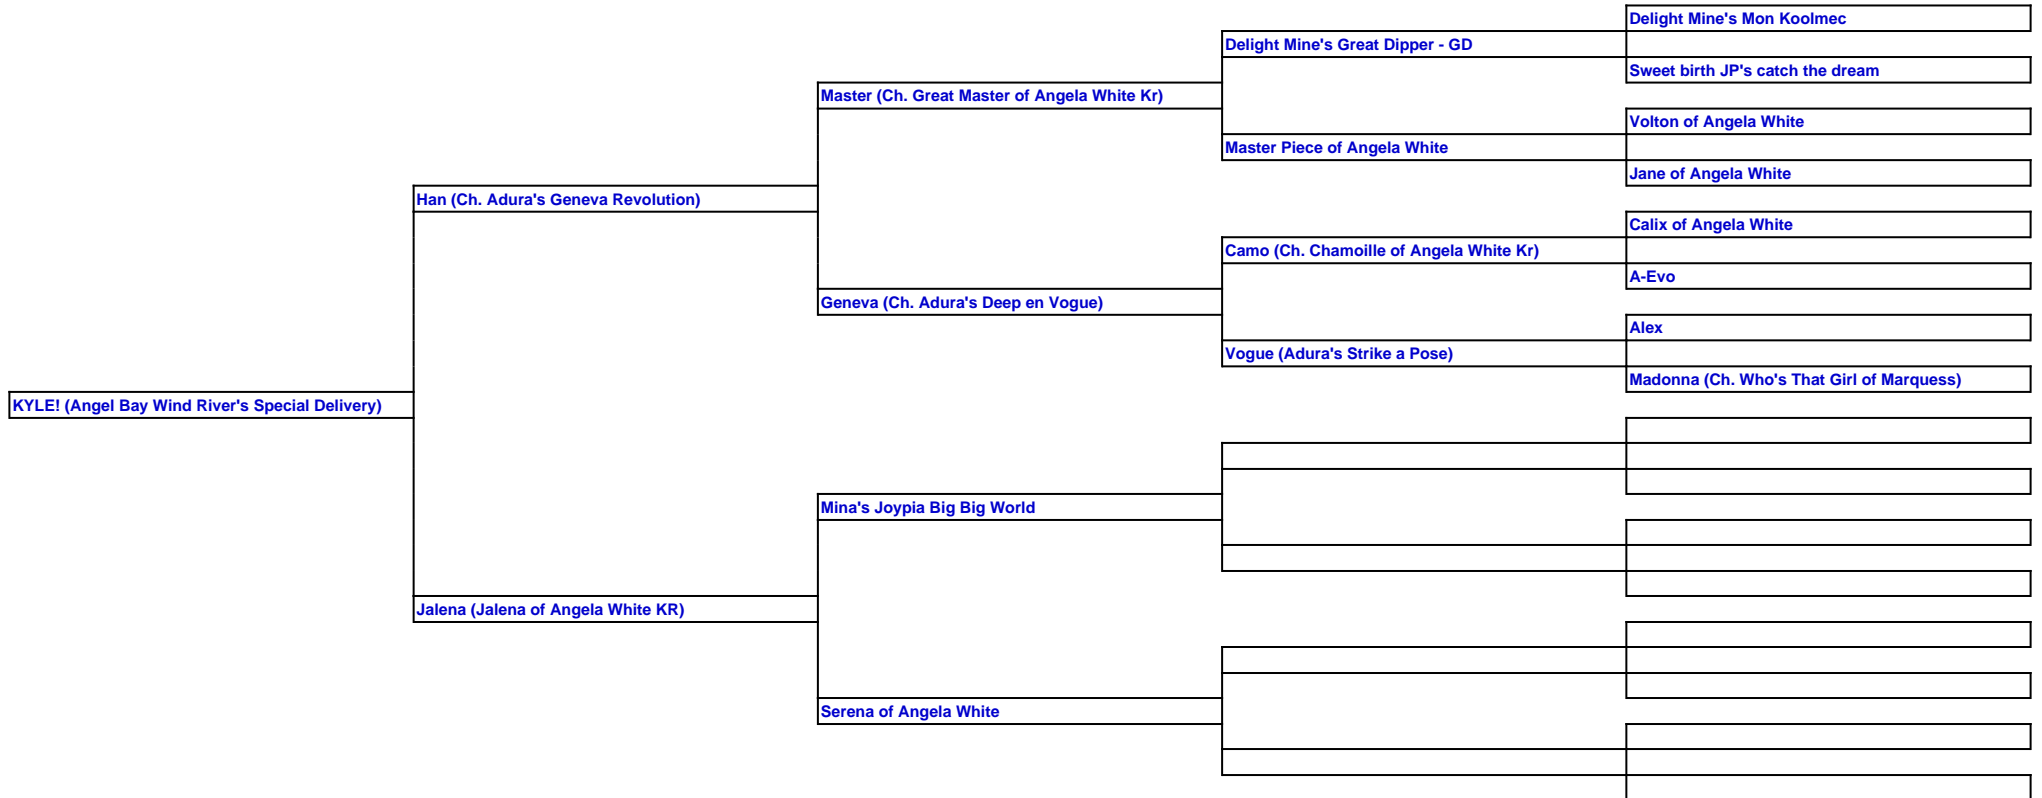 Delight Mine's Mon Koolmec
Delight Mine's Great Dipper - GD
Sweet birth JP's catch the dream
Master (Ch. Great Master of Angela White Kr)
Volton of Angela White
Master Piece of Angela White
Jane of Angela White
Han (Ch. Adura's Geneva Revolution)
Calix of Angela White
Camo (Ch. Chamoille of Angela White Kr)
A-Evo
Geneva (Ch. Adura's Deep en Vogue)
Alex
Vogue (Adura's Strike a Pose)
Madonna (Ch. Who's That Girl of Marquess)
KYLE! (Angel Bay Wind River's Special Delivery)
Mina's Joypia Big Big World
Jalena (Jalena of Angela White KR)
Serena of Angela White